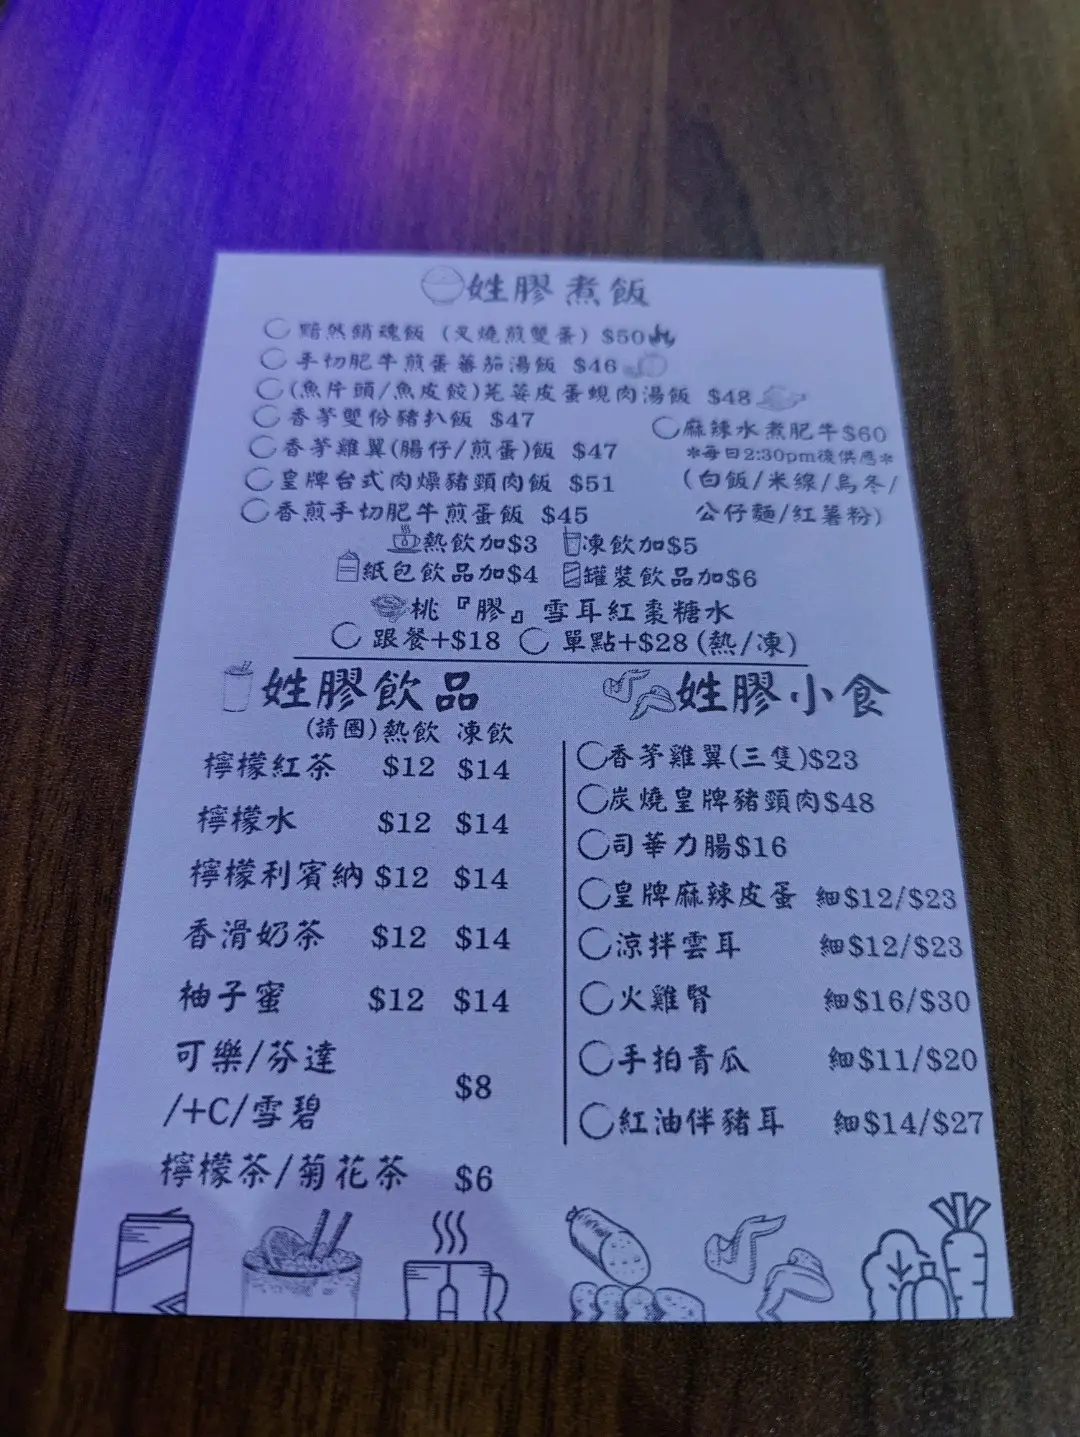 姓膠煮飯
黯然銷魂飯 (叉燒煎雙蛋) $50
手切肥牛煎蛋蕃茄湯飯 $46
(魚片頭/魚皮餃)芫荽皮蛋蜆肉湯飯 $48
香茅雙份豬扒飯 $47
麻辣水煮肥牛$60
*每日2:30pm後供應*
香茅雞翼(腸仔/煎蛋)飯 $47
(白飯/米線/烏冬/
皇牌台式肉燥豬頸肉飯 $51
公仔麵/紅薯粉)
香煎手切肥牛煎蛋飯 $45
熱飲加$3 凍飲加$5
紙包飲品加$4 罐裝飲品加$6
桃『膠』雪耳紅棗糖水
跟餐+$18 單點+$28 (熱/凍)
姓膠飲品
(請圈) 熱飲 凍飲
檸檬紅茶 $12 $14
檸檬水 $12 $14
檸檬利賓納 $12 $14
香滑奶茶 $12 $14
柚子蜜 $12 $14
可樂/芬達
/+C/雪碧
$8
檸檬茶/菊花茶 $6
姓膠小食
香茅雞翼(三隻)$23
炭燒皇牌豬頸肉$48
司華力腸$16
皇牌麻辣皮蛋 細$12/$23
涼拌雲耳 細$12/$23
火雞腎 細$16/$30
手拍青瓜 細$11/$20
紅油伴豬耳 細$14/$27